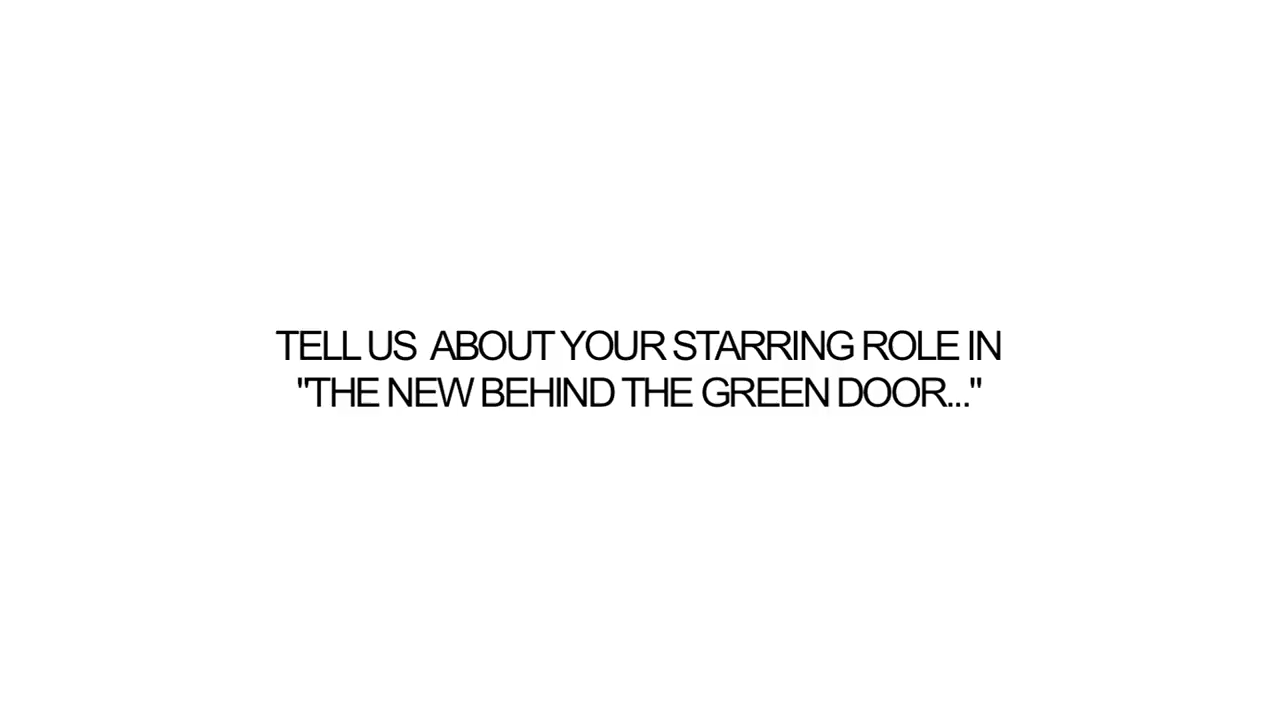 TELL US  ABOUT YOUR STARRING ROLE IN
"THE NEW BEHIND THE GREEN DOOR..."